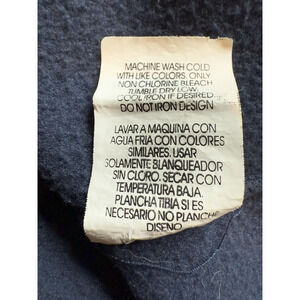 MACHINE WASH COLD
WITH LIKE COLORS. ONLY
NON CHLORINE BLEACH
TUMBLE DRY LOW.
COOL IRON IF DESIRED.
DO NOT IRON DESIGN
LAVAR A MAQUINA CON
AGUA FRIA CON COLORES
SIMILARES. USAR
SOLAMENTE BLANQUEADOR
SIN CLORO. SECAR CON
TEMPERATURA BAJA.
PLANCHA TIBIA SI ES
NECESARIO NO PLANCHE
DISENO